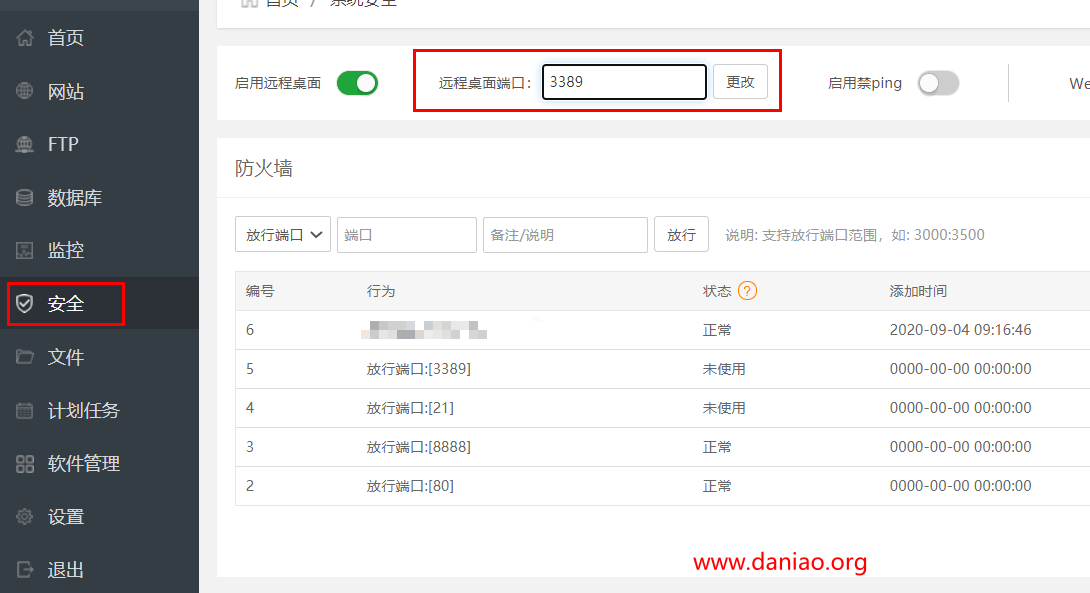 首页 / 系统安全
首页
网站
FTP
数据库
监控
安全
文件
计划任务
软件管理
设置
退出
启用远程桌面 远程桌面端口: 3389 更改 启用禁ping We
防火墙
放行端口 端口 备注/说明 放行 说明: 支持放行端口范围，如: 3000:3500
编号 行为 状态 ? 添加时间
6 正常 2020-09-04 09:16:46
5 放行端口:[3389] 未使用 0000-00-00 00:00:00
4 放行端口:[21] 未使用 0000-00-00 00:00:00
3 放行端口:[8888] 正常 0000-00-00 00:00:00
2 放行端口:[80] 正常 0000-00-00 00:00:00
www.daniao.org